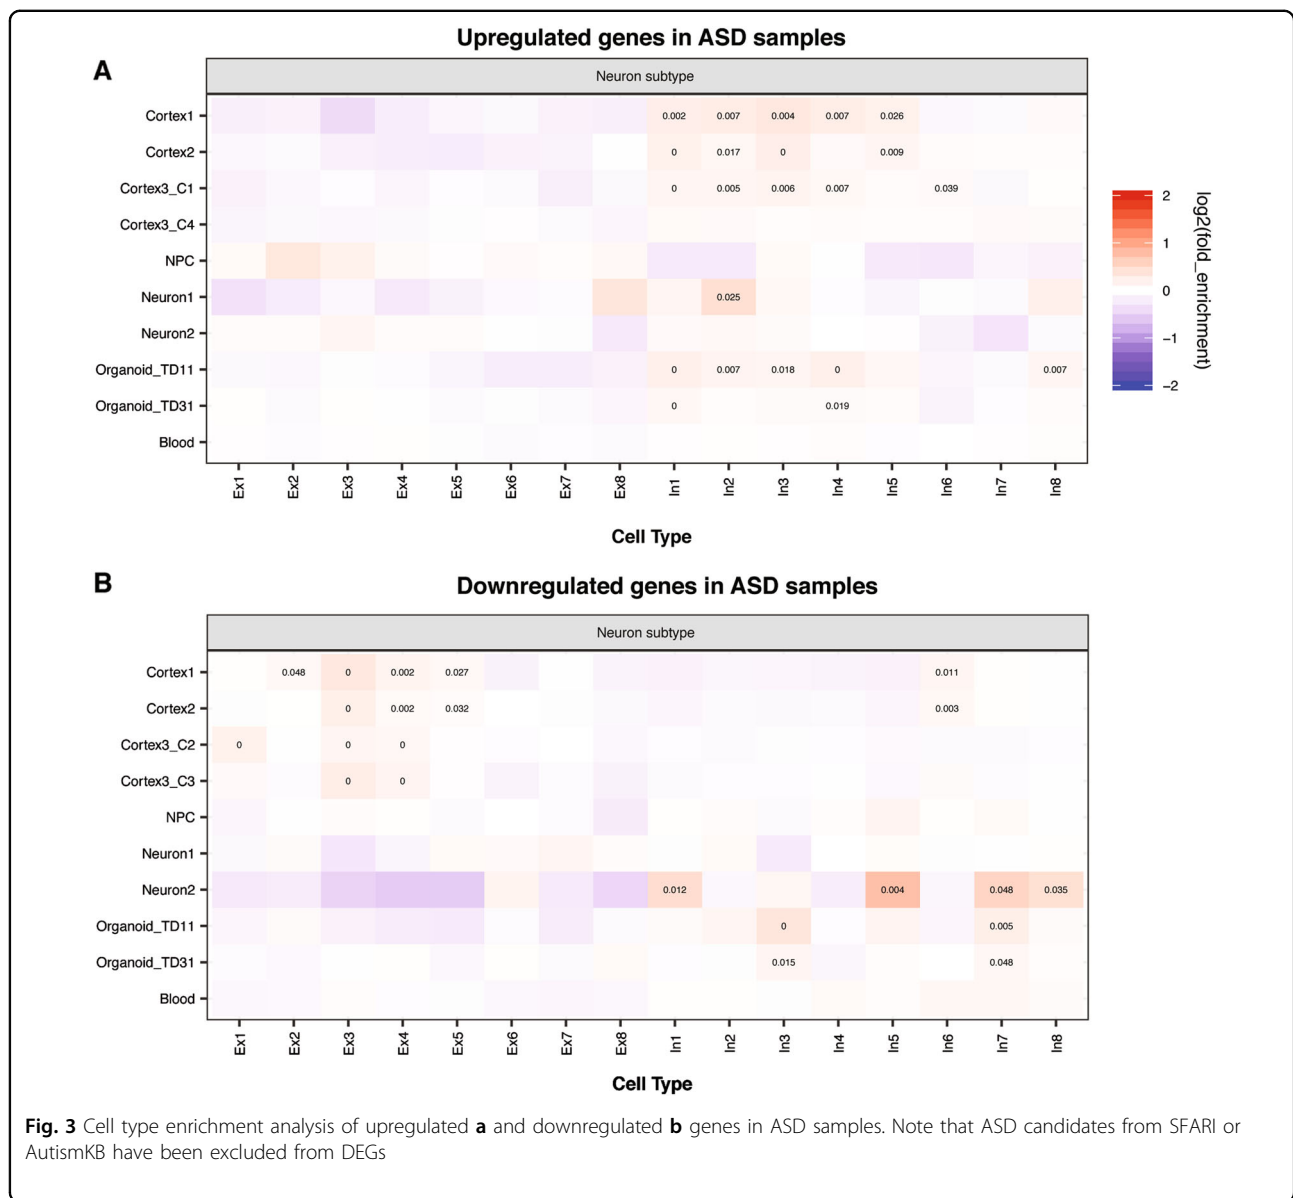 Upregulated genes in ASD samples
A
Neuron subtype
Cortex1 0.002 0.007 0.004 0.007 0.026
Cortex2 0 0.017 0 0.009
Cortex3_C1 0 0.005 0.006 0.007 0.039
Cortex3_C4
NPC
Neuron1 0.025
Neuron2
Organoid_TD11 0 0.007 0.018 0 0.007
Organoid_TD31 0 0.019
Blood
Ex1 Ex2 Ex3 Ex4 Ex5 Ex6 Ex7 Ex8 In1 In2 In3 In4 In5 In6 In7 In8
Cell Type
2
1
0
−1
−2
log2(fold_enrichment)
B
Downregulated genes in ASD samples
Neuron subtype
Cortex1 0.048 0 0.002 0.027 0.011
Cortex2 0 0.002 0.032 0.003
Cortex3_C2 0 0 0
Cortex3_C3 0 0
NPC
Neuron1
Neuron2 0.012 0.004 0.048 0.035
Organoid_TD11 0 0.005
Organoid_TD31 0.015 0.048
Blood
Ex1 Ex2 Ex3 Ex4 Ex5 Ex6 Ex7 Ex8 In1 In2 In3 In4 In5 In6 In7 In8
Cell Type
Fig. 3 Cell type enrichment analysis of upregulated a and downregulated b genes in ASD samples. Note that ASD candidates from SFARI or
AutismKB have been excluded from DEGs